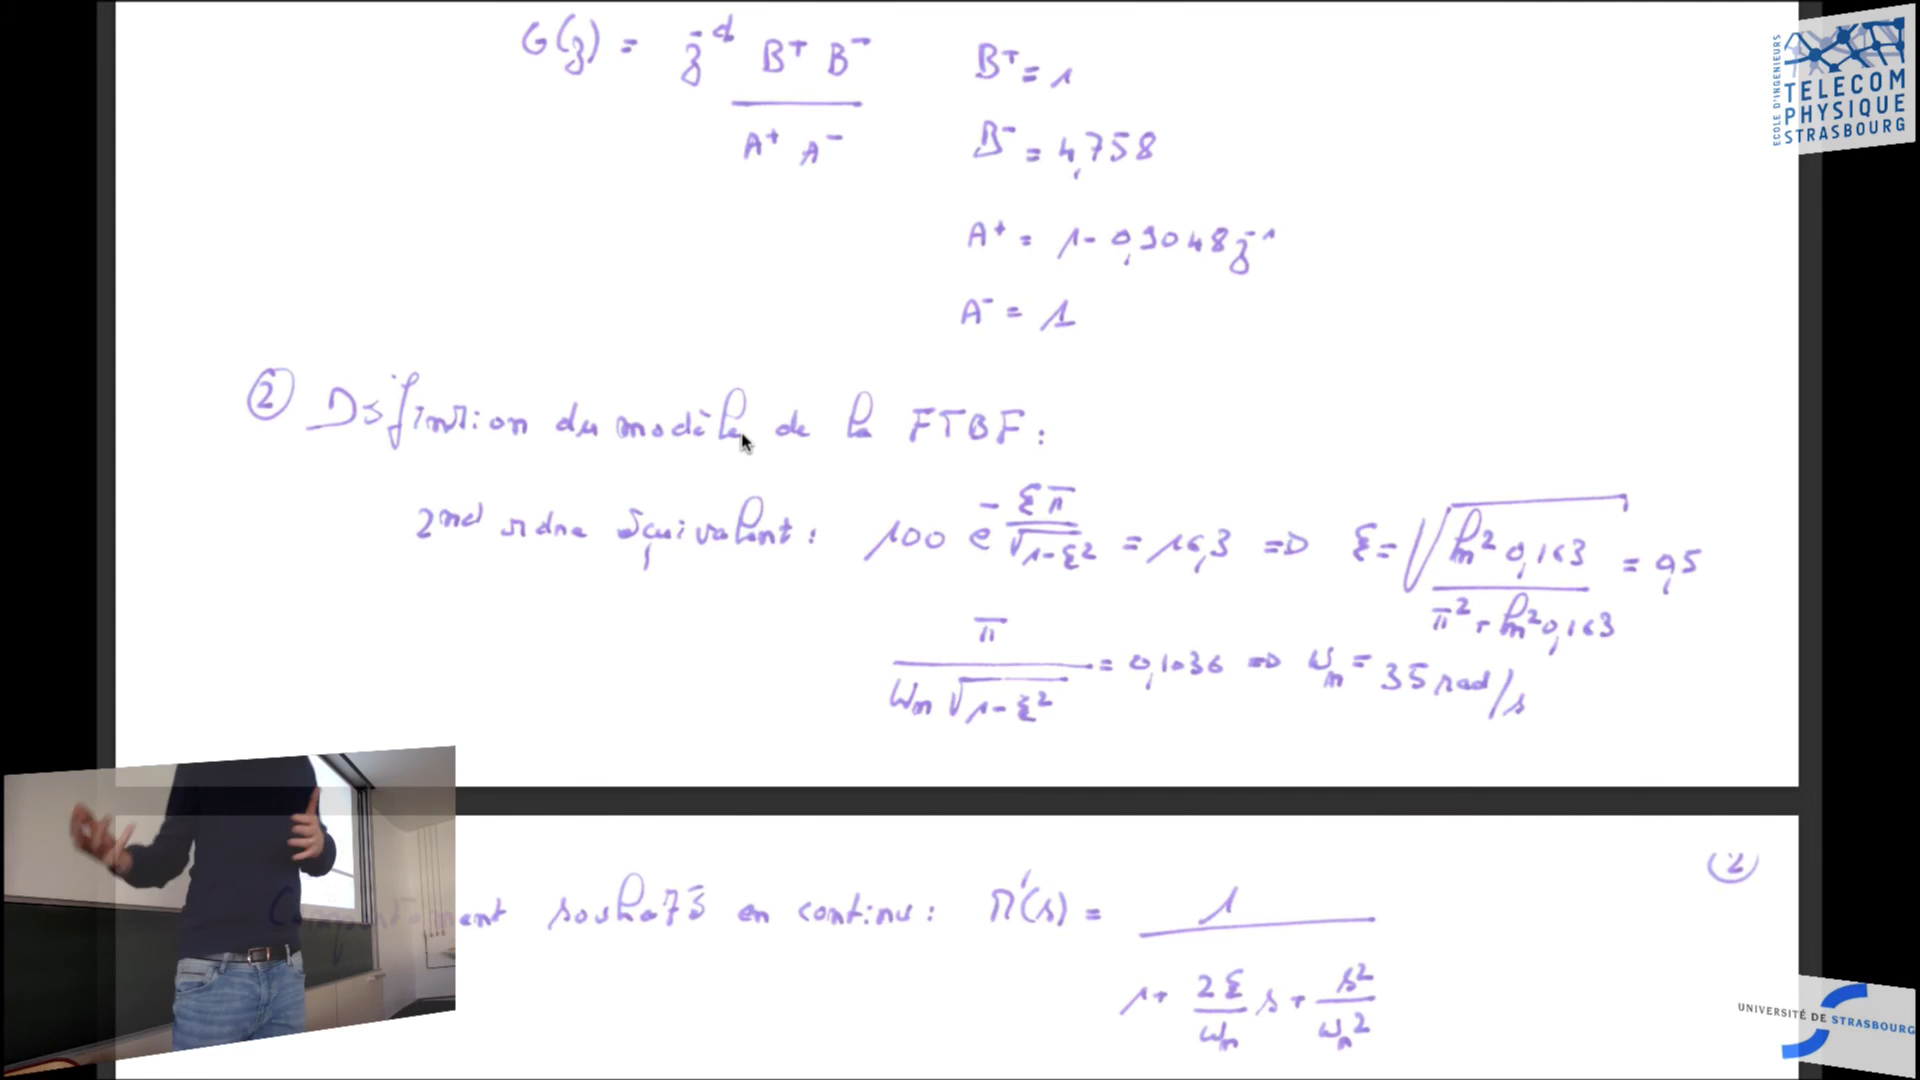 G(z) = z^-d B⁺ B⁻ / A⁺ A⁻
B⁺ = 1
B⁻ = 4,758
A⁺ = 1 - 0,9048 z⁻¹
A⁻ = 1
② Définition du modèle de la FTBF :
2nd ordre équivalent : 100 e^(-ξπ/√(1-ξ²)) = 16,3 => ξ = √(ln² 0,163 / (π² + ln² 0,163)) = 0,5
π / (ωn √(1-ξ²)) = 0,1036 => ωn = 35 rad/s
②
Comportement souhaité en continu : M'(s) = 1 / (1 + (2ξ/ωn) s + s²/ωn²)
ECOLE D'INGENIEURS
TELECOM
PHYSIQUE
STRASBOURG
UNIVERSITÉ DE STRASBOURG